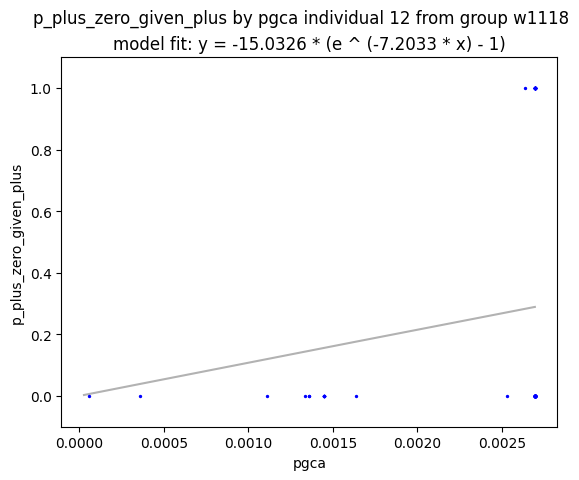 p_plus_zero_given_plus by pgca individual 12 from group w1118
model fit: y = -15.0326 * (e ^ (-7.2033 * x) - 1)
p_plus_zero_given_plus
1.0
0.8
0.6
0.4
0.2
0.0
0.0000 0.0005 0.0010 0.0015 0.0020 0.0025
pgca